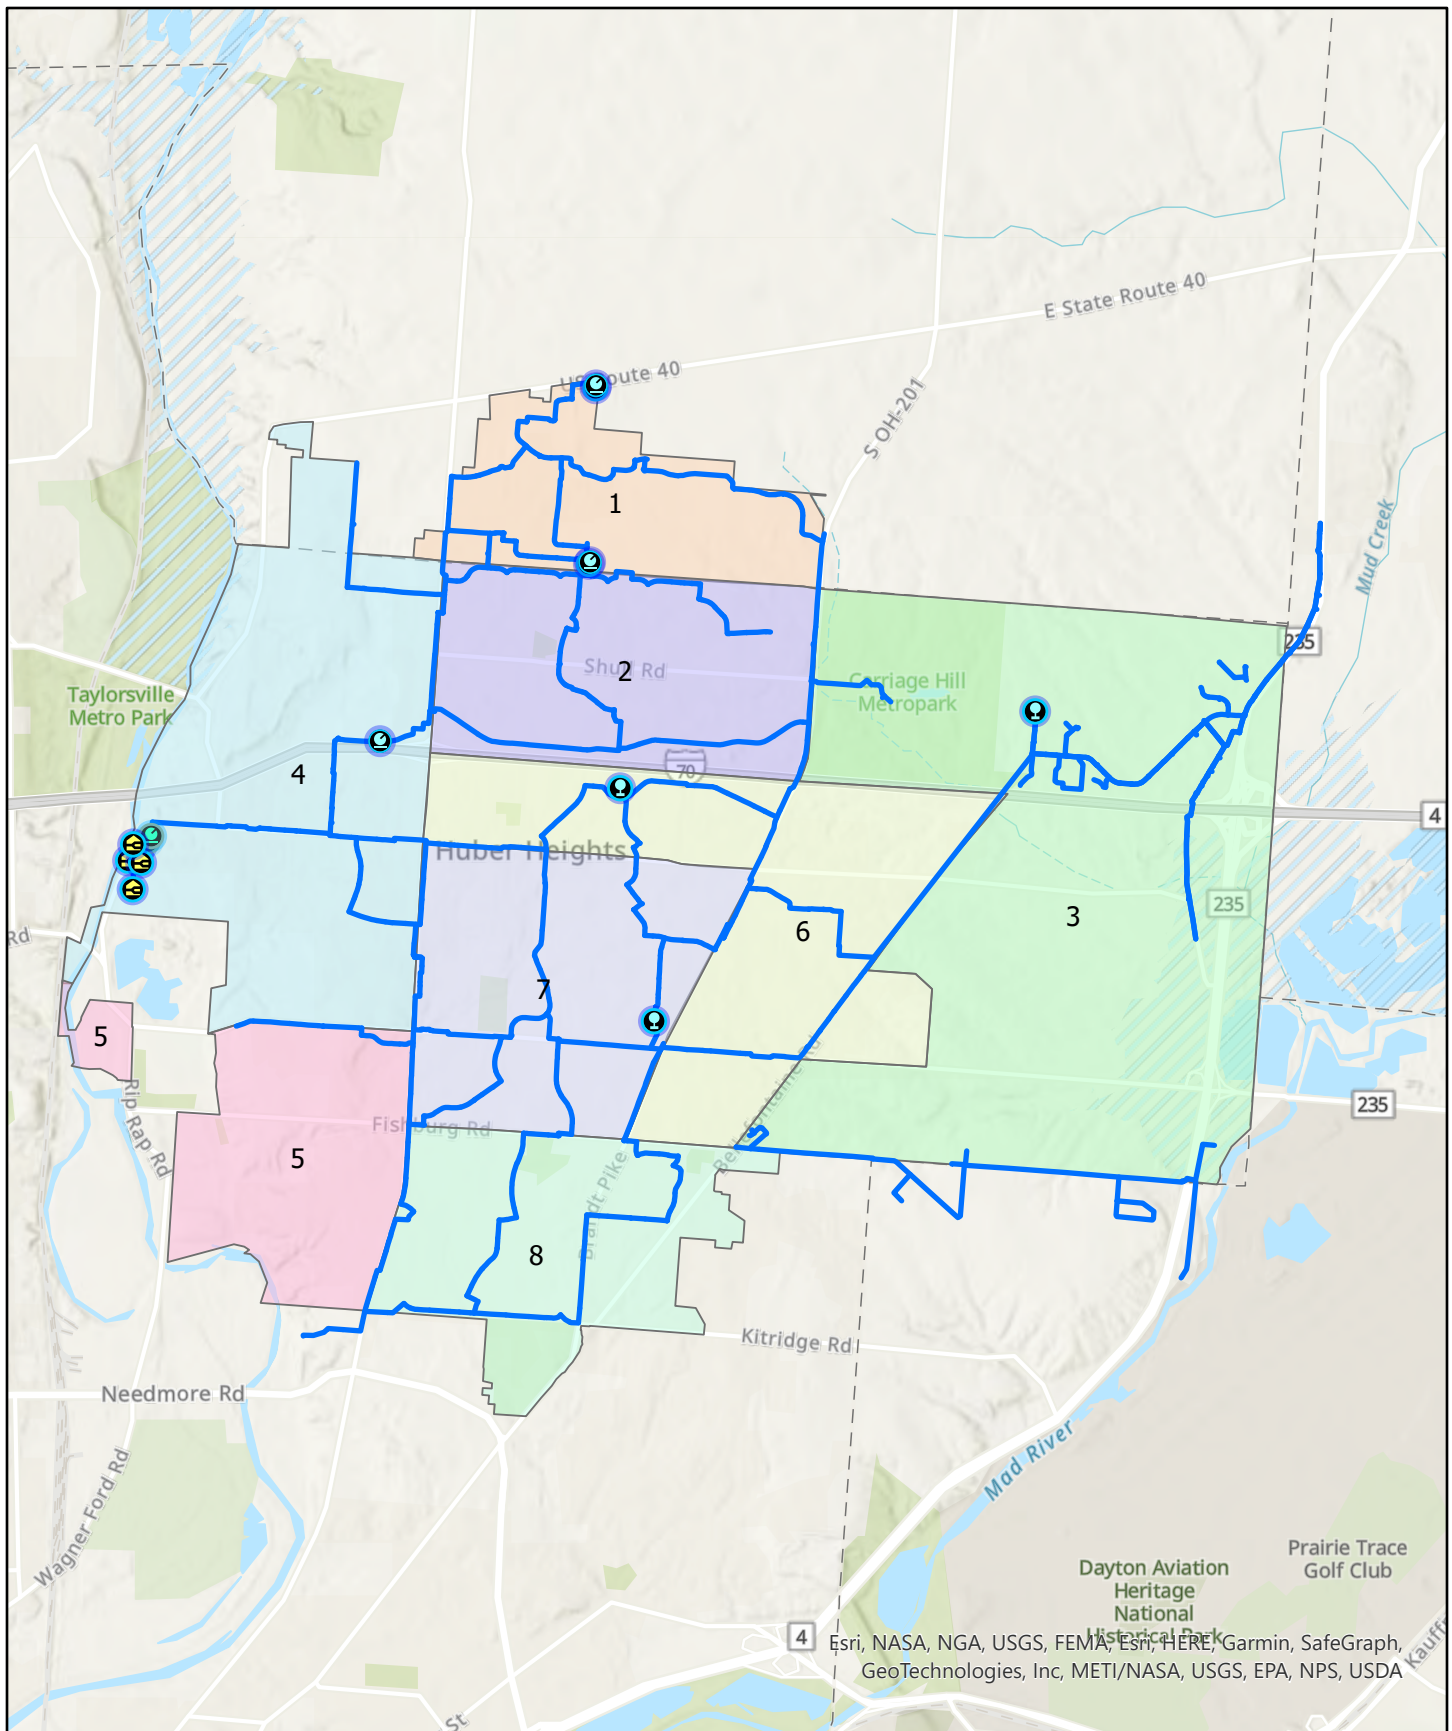 E State Route 40
US Route 40
S OH-201
1
Mud Creek
235
2
Shull Rd
Carriage Hill
Metropark
Taylorsville
Metro Park
70
4
4
Huber Heights
235
3
6
Rd
7
5
235
Rip Rap Rd
Fishburg Rd
Bellefontaine Rd
5
Brandt Pike
8
Kitridge Rd
Needmore Rd
Mad River
Wagner Ford Rd
Prairie Trace
Golf Club
Dayton Aviation
Heritage
National
Historical Park
4
Esri, NASA, NGA, USGS, FEMA, Esri, HERE, Garmin, SafeGraph,
GeoTechnologies, Inc, METI/NASA, USGS, EPA, NPS, USDA
St